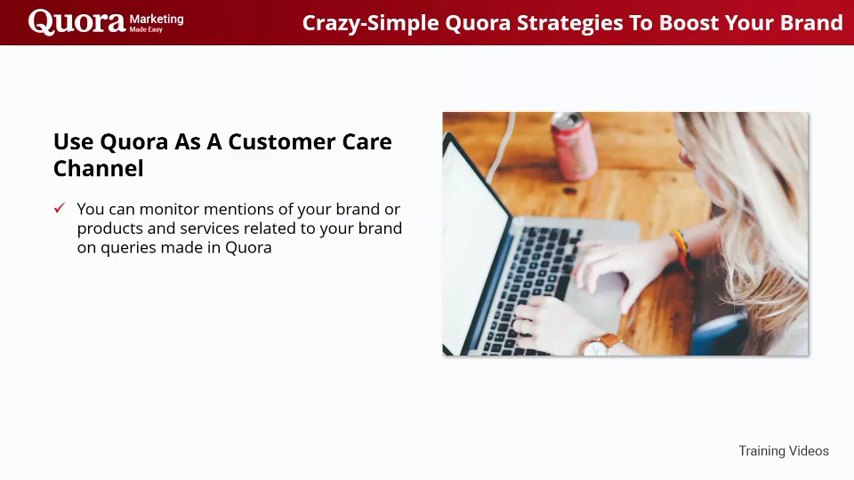 Quora Marketing
Made Easy
Crazy-Simple Quora Strategies To Boost Your Brand
Use Quora As A Customer Care
Channel
You can monitor mentions of your brand or
products and services related to your brand
on queries made in Quora
Training Videos